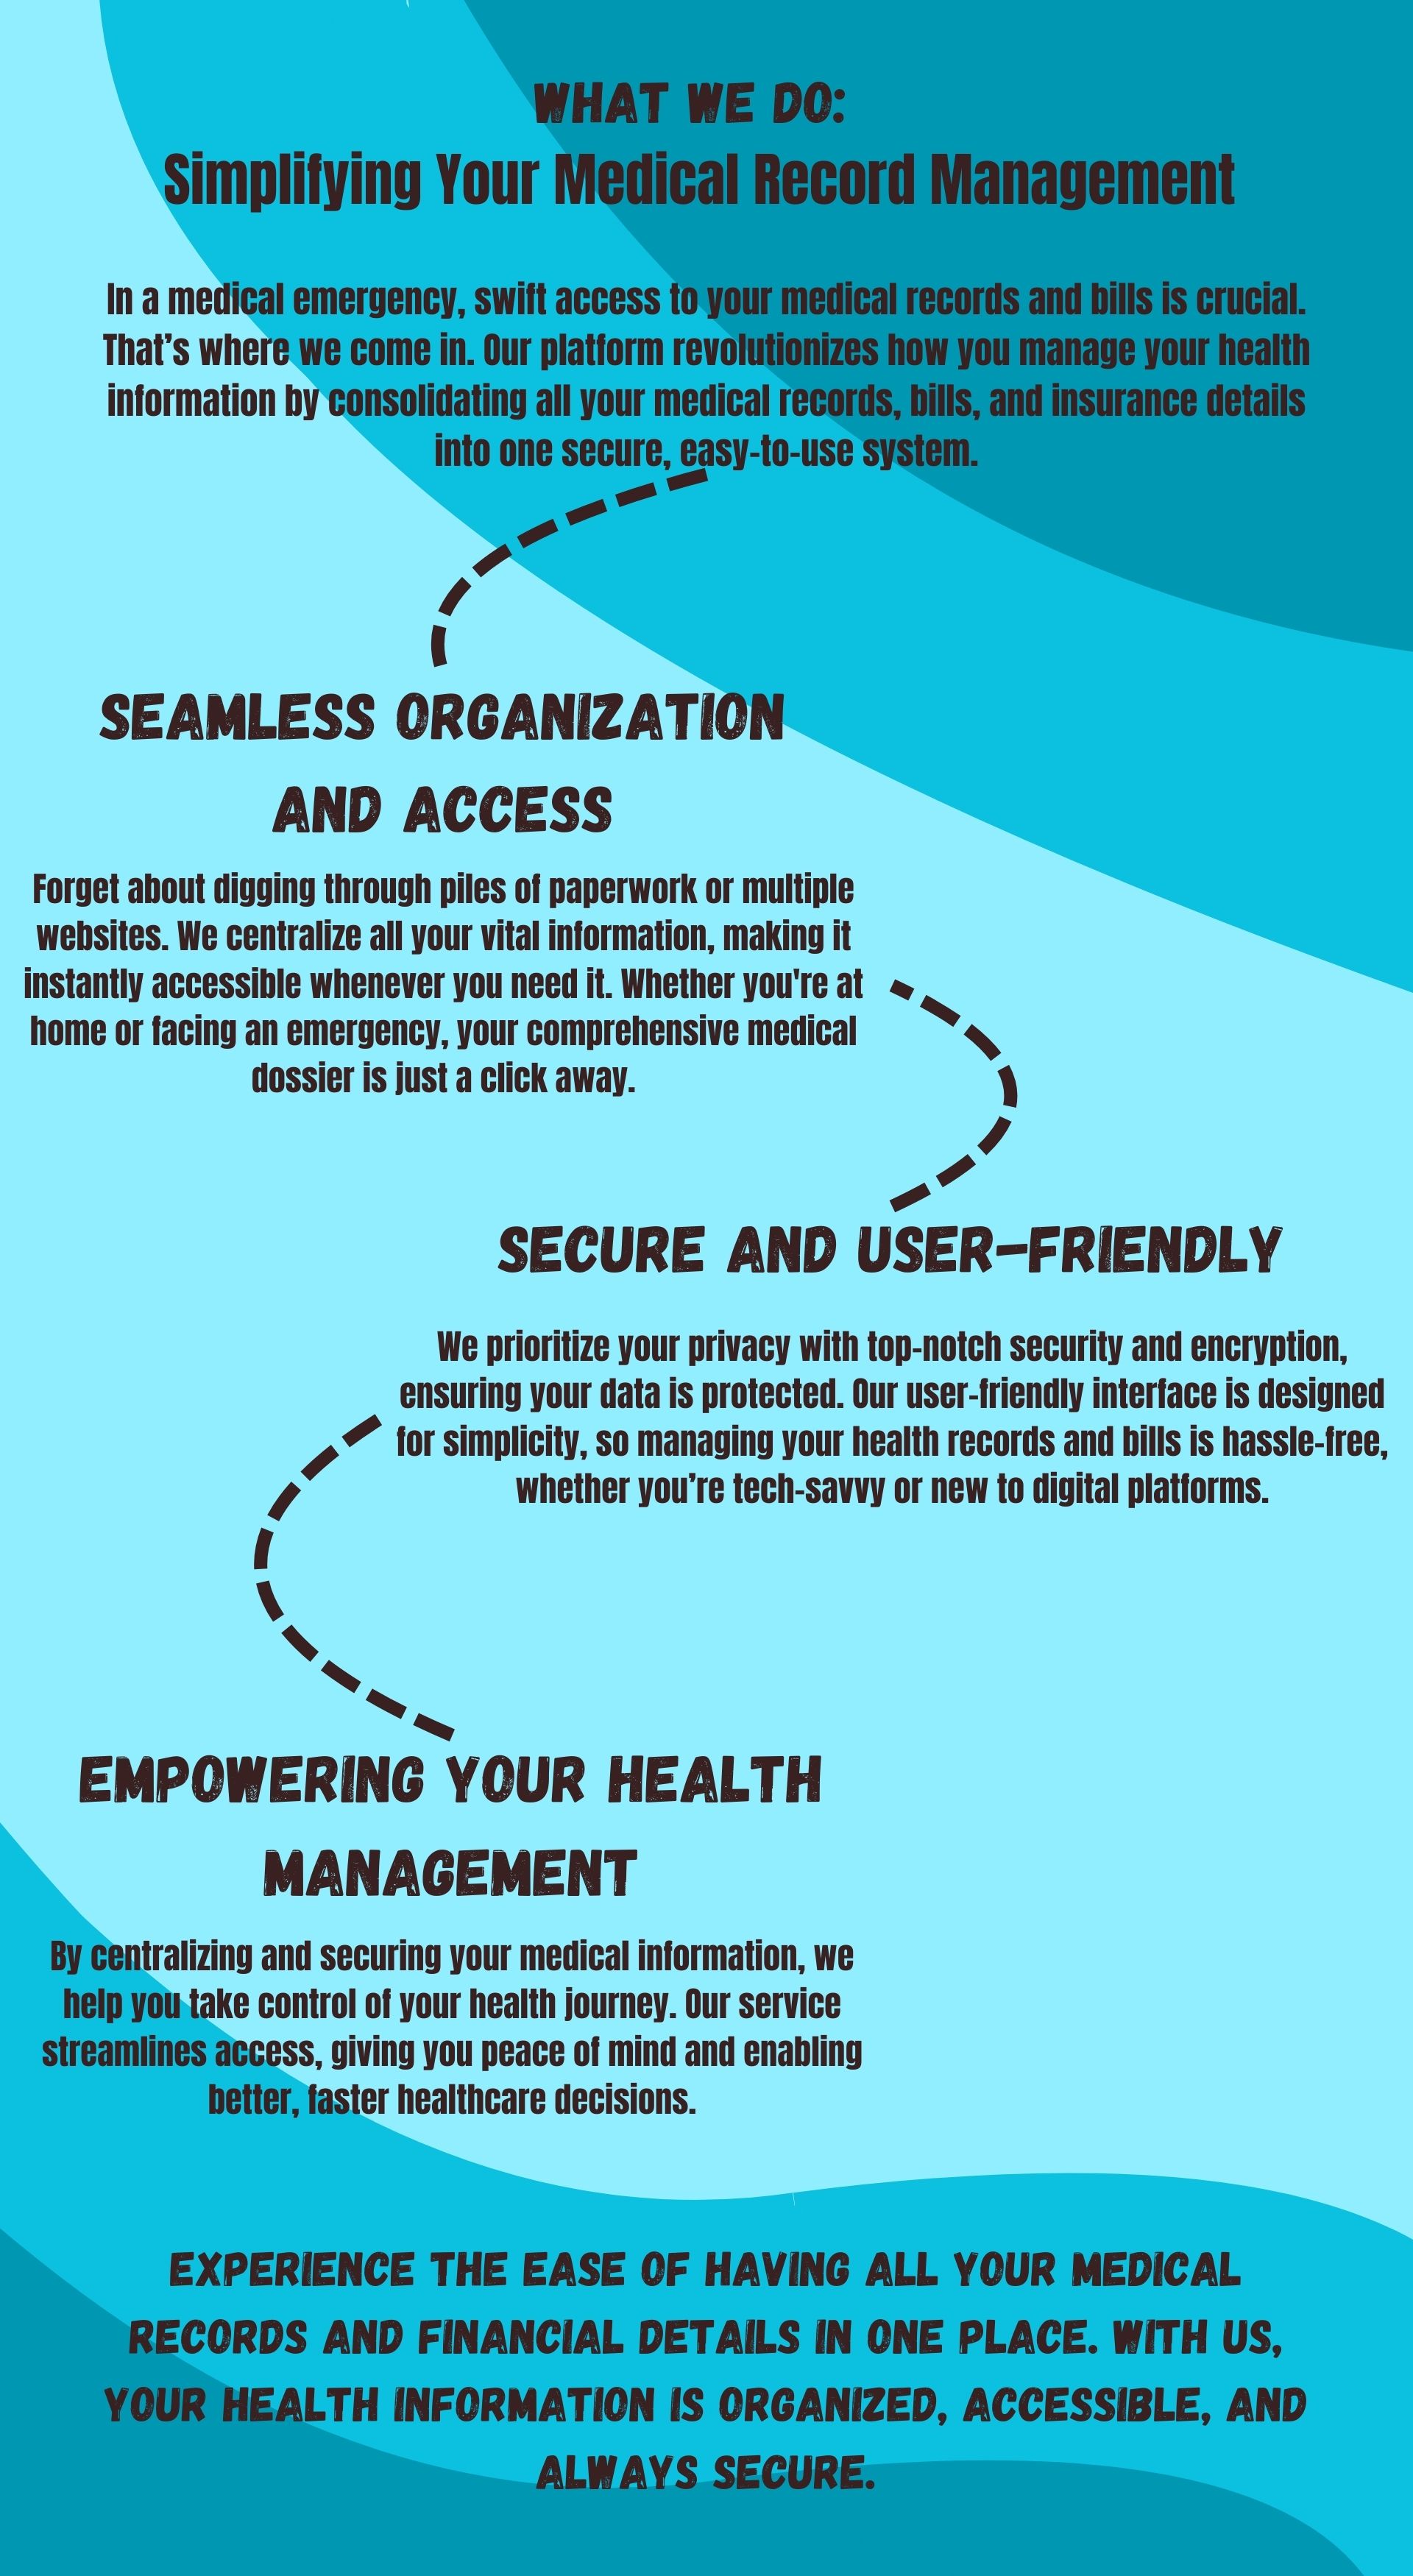 WHAT WE DO:
Simplifying Your Medical Record Management
In a medical emergency, swift access to your medical records and bills is crucial.
That’s where we come in. Our platform revolutionizes how you manage your health
information by consolidating all your medical records, bills, and insurance details
into one secure, easy-to-use system.
SEAMLESS ORGANIZATION
AND ACCESS
Forget about digging through piles of paperwork or multiple
websites. We centralize all your vital information, making it
instantly accessible whenever you need it. Whether you're at
home or facing an emergency, your comprehensive medical
dossier is just a click away.
SECURE AND USER-FRIENDLY
We prioritize your privacy with top-notch security and encryption,
ensuring your data is protected. Our user-friendly interface is designed
for simplicity, so managing your health records and bills is hassle-free,
whether you’re tech-savvy or new to digital platforms.
EMPOWERING YOUR HEALTH
MANAGEMENT
By centralizing and securing your medical information, we
help you take control of your health journey. Our service
streamlines access, giving you peace of mind and enabling
better, faster healthcare decisions.
EXPERIENCE THE EASE OF HAVING ALL YOUR MEDICAL
RECORDS AND FINANCIAL DETAILS IN ONE PLACE. WITH US,
YOUR HEALTH INFORMATION IS ORGANIZED, ACCESSIBLE, AND
ALWAYS SECURE.